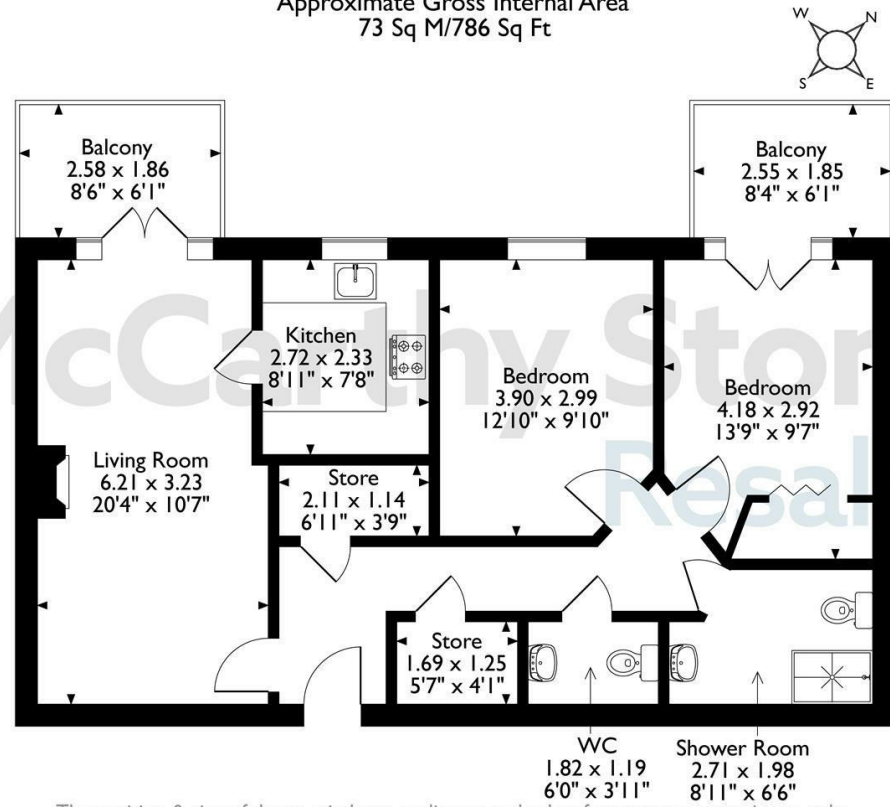 Approximate Gross Internal Area
73 Sq M/786 Sq Ft
W
N
S
E
Balcony
2.58 x 1.86
8'6" x 6'1"
Balcony
2.55 x 1.85
8'4" x 6'1"
McCarthy Stone
Resal
Kitchen
2.72 x 2.33
8'11" x 7'8"
Bedroom
3.90 x 2.99
12'10" x 9'10"
Bedroom
4.18 x 2.92
13'9" x 9'7"
Living Room
6.21 x 3.23
20'4" x 10'7"
Store
2.11 x 1.14
6'11" x 3'9"
Store
1.69 x 1.25
5'7" x 4'1"
WC
1.82 x 1.19
6'0" x 3'11"
Shower Room
2.71 x 1.98
8'11" x 6'6"